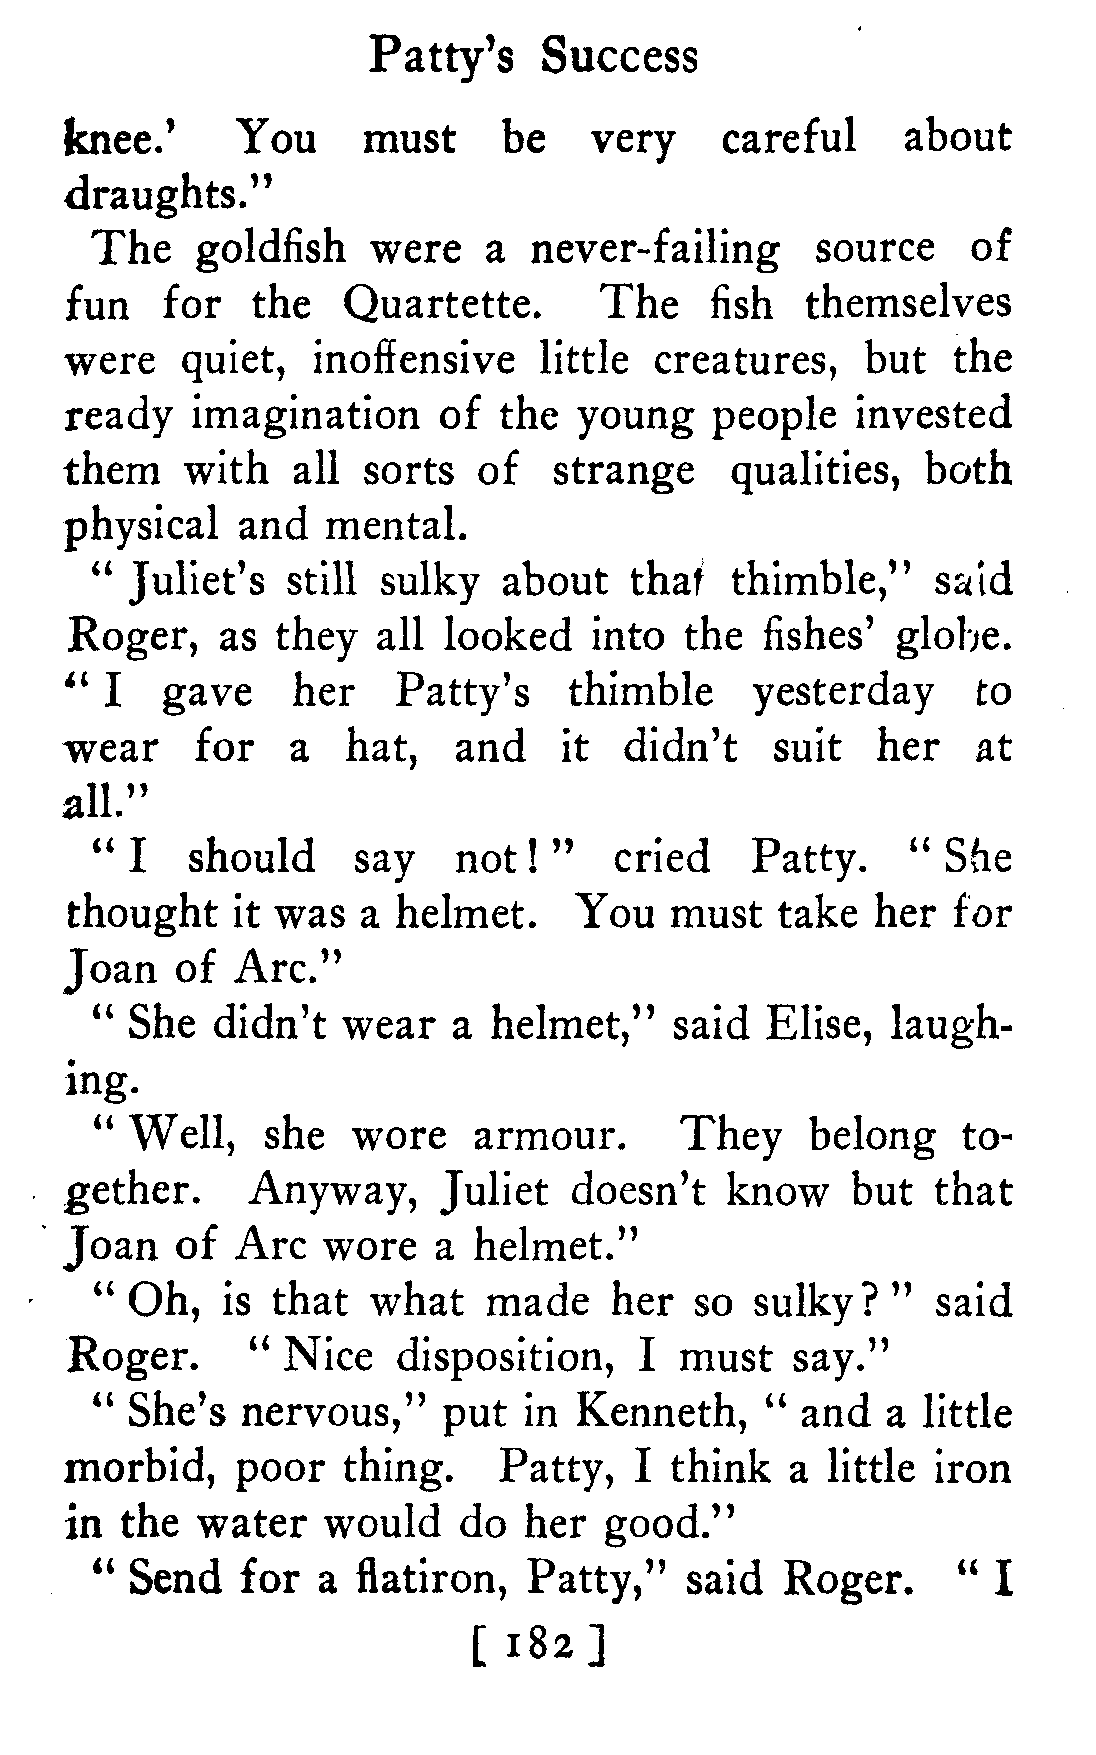 Patty's Success
knee.' You must be very careful about
draughts."
The goldfish were a never-failing source of
fun for the Quartette. The fish themselves
were quiet, inoffensive little creatures, but the
ready imagination of the young people invested
them with all sorts of strange qualities, both
physical and mental.
" Juliet's still sulky about that thimble," said
Roger, as they all looked into the fishes' globe.
" I gave her Patty's thimble yesterday to
wear for a hat, and it didn't suit her at
all."
" I should say not! " cried Patty. " She
thought it was a helmet. You must take her for
Joan of Arc."
" She didn't wear a helmet," said Elise, laugh-
ing.
" Well, she wore armour. They belong to-
gether. Anyway, Juliet doesn't know but that
Joan of Arc wore a helmet."
" Oh, is that what made her so sulky? " said
Roger. " Nice disposition, I must say."
" She's nervous," put in Kenneth, " and a little
morbid, poor thing. Patty, I think a little iron
in the water would do her good."
" Send for a flatiron, Patty," said Roger. " I
[ 182 ]